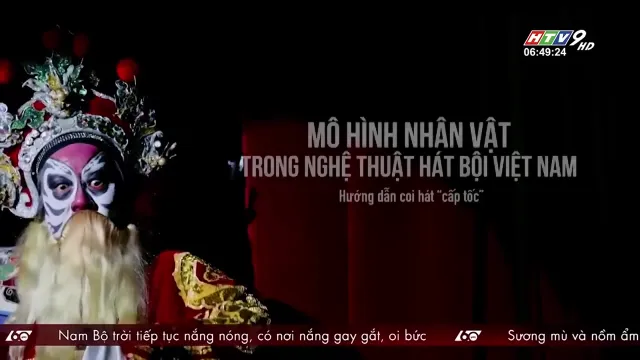 HTV9 HD
06:49:24
MÔ HÌNH NHÂN VẬT
TRONG NGHỆ THUẬT HÁT BỘI VIỆT NAM
Hướng dẫn coi hát “cấp tốc”
60 Nam Bộ trời tiếp tục nắng nóng, có nơi nắng gay gắt, oi bức 60 Sương mù và nồm ẩm